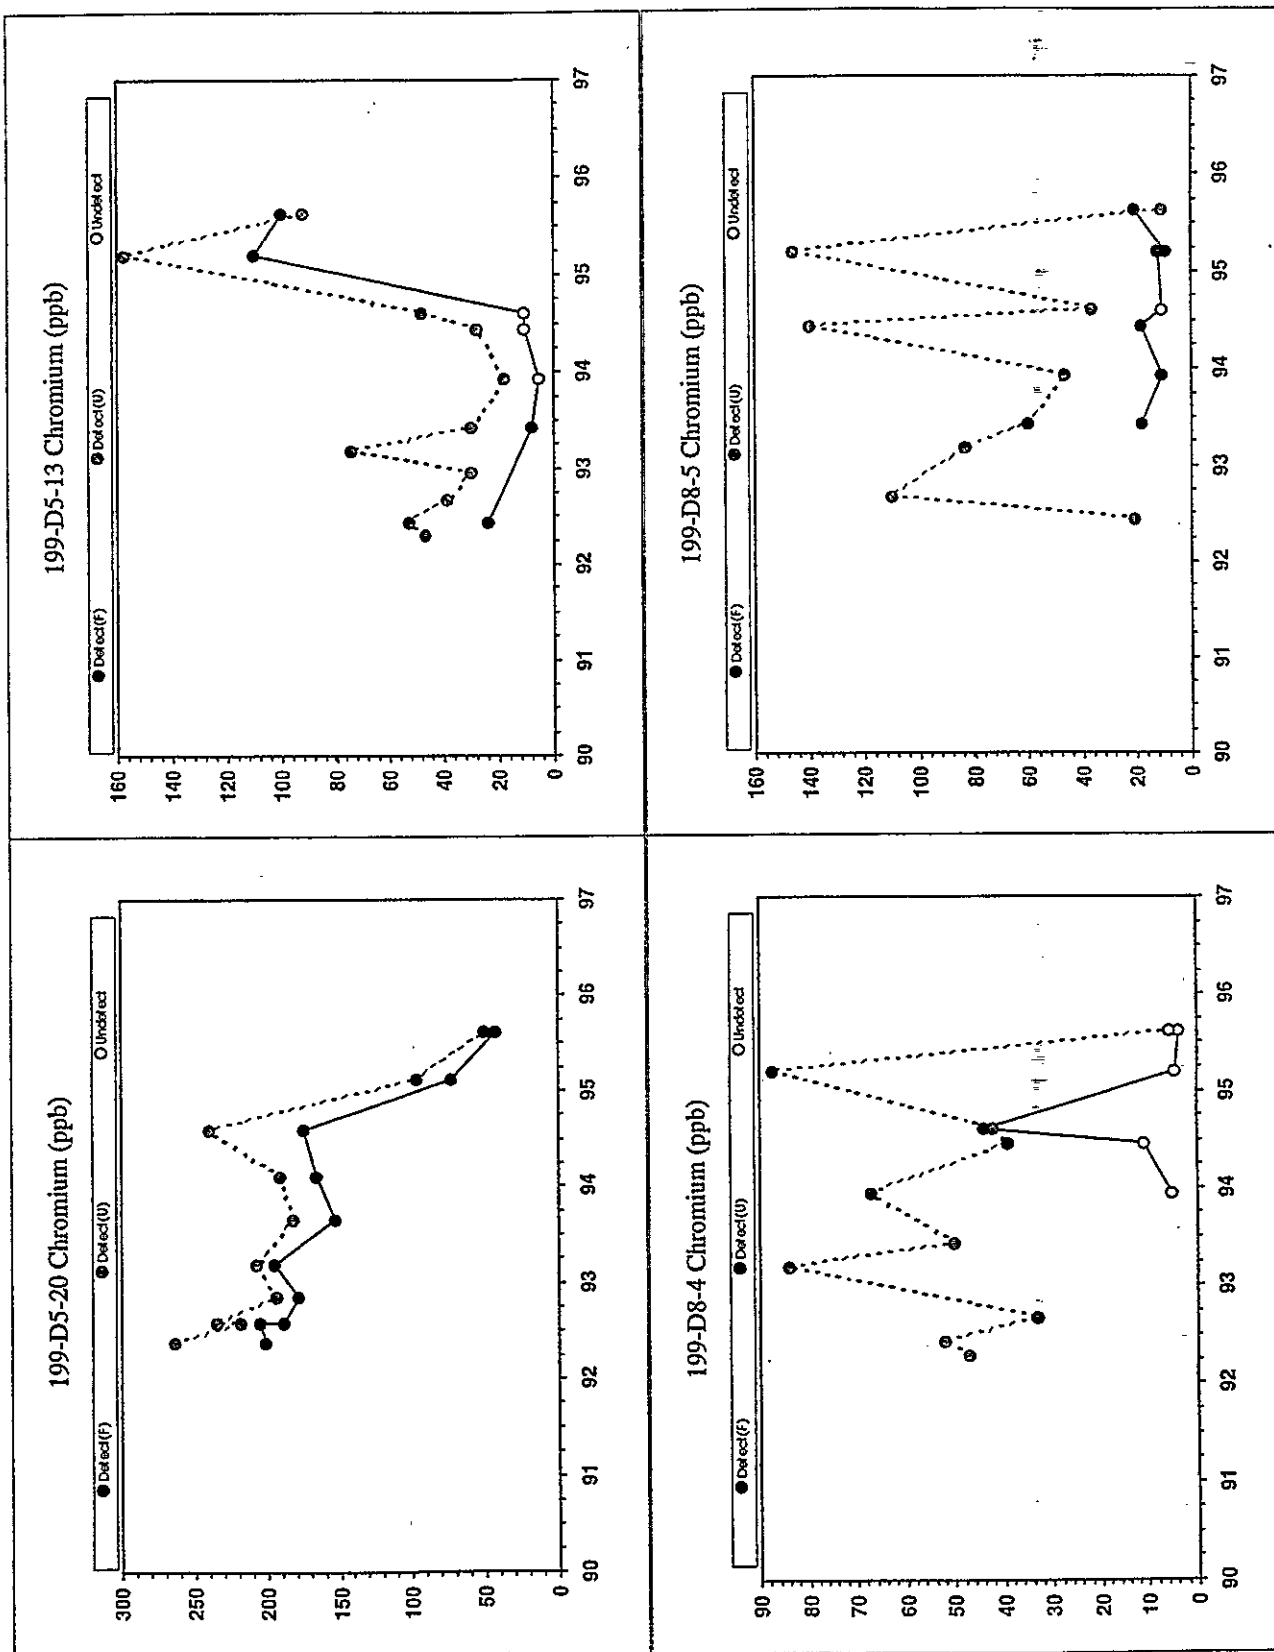 199-D5-20 Chromium (ppb)
Detect(F) Detect(U) Undetect
300
250
200
150
100
50
0
90 91 92 93 94 95 96 97
199-D5-13 Chromium (ppb)
Detect(F) Detect(U) Undetect
160
140
120
100
80
60
40
20
0
90 91 92 93 94 95 96 97
199-D8-4 Chromium (ppb)
Detect(F) Detect(U) Undetect
90
80
70
60
50
40
30
20
10
0
90 91 92 93 94 95 96 97
199-D8-5 Chromium (ppb)
Detect(F) Detect(U) Undetect
160
140
120
100
80
60
40
20
0
90 91 92 93 94 95 96 97